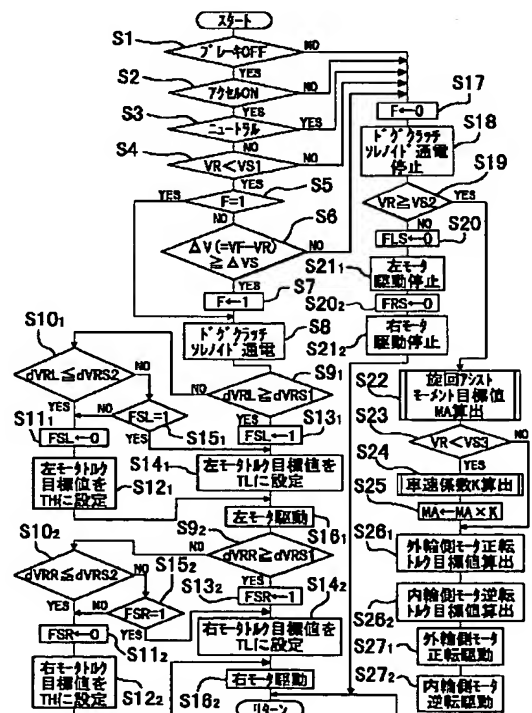 スタート
S1
ブレーキOFF
NO
YES
S2
アクセルON
NO
YES
S3
ニュートラル
YES
NO
S4
VR<VS1
NO
YES
S5
F=1
YES
NO
S6
ΔV(=VF-VR)
≧ΔVS
NO
YES
S7
F←1
S8
ドグクラッチ
ソレノイド通電
S9₁
dVRL≧dVRS1
NO
YES
S10₁
dVRL≦dVRS2
NO
YES
S15₁
FSL=1
NO
YES
S11₁
FSL←0
S13₁
FSL←1
S12₁
左モータトルク
目標値を
THに設定
S14₁
左モータトルク目標値を
TLに設定
S16₁
左モータ駆動
S9₂
dVRR≧dVRS1
NO
YES
S10₂
dVRR≦dVRS2
NO
YES
S15₂
FSR=1
NO
YES
S13₂
FSR←1
S11₂
FSR←0
S14₂
右モータトルク目標値を
TLに設定
S12₂
右モータトルク
目標値を
THに設定
S16₂
右モータ駆動
リターン
S17
F←0
S18
ドグクラッチ
ソレノイド通電
停止
S19
VR≧VS2
YES
NO
S20
FLS←0
S21₁
左モータ
駆動停止
S20₂
FRS←0
S21₂
右モータ
駆動停止
S22
旋回アシスト
モーメント目標値
MA算出
S23
VR<VS3
NO
YES
S24
車速係数K算出
S25
MA←MA×K
S26₁
外輪側モータ正転
トルク目標値算出
S26₂
内輪側モータ逆転
トルク目標値算出
S27₁
外輪側モータ
正転駆動
S27₂
内輪側モータ
逆転駆動